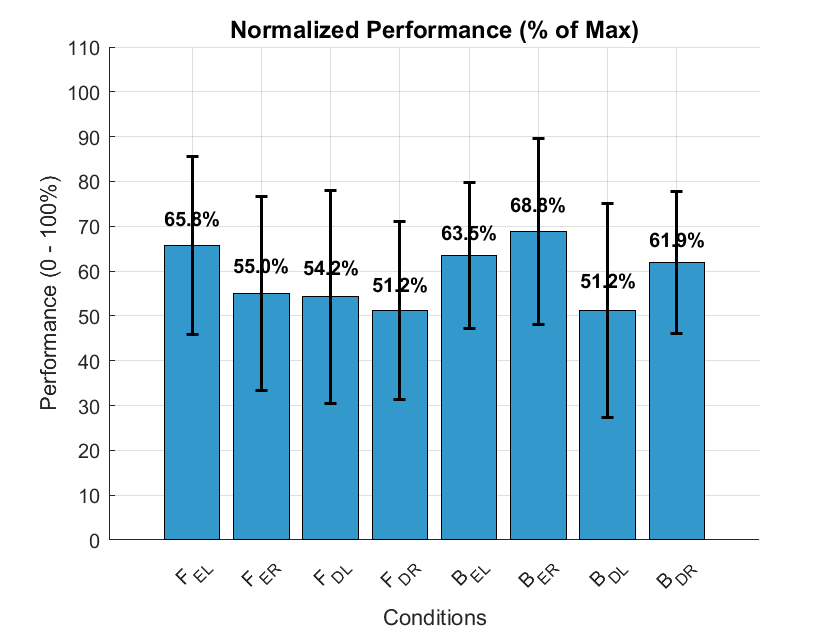 Normalized Performance (% of Max)
110
100
90
80
70
60
50
40
30
20
10
0
Performance (0 - 100%)
65.8%
55.0%
54.2%
51.2%
63.5%
68.8%
51.2%
61.9%
F EL
F ER
F DL
F DR
B EL
B ER
B DL
B DR
Conditions